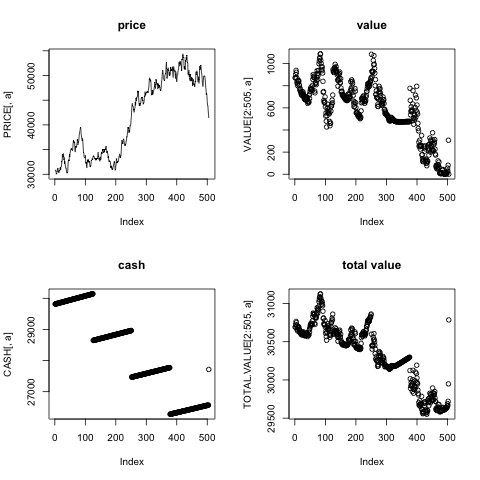 price
PRICE[, a]
30000 40000 50000
0 100 200 300 400 500
Index
value
VALUE[2:505, a]
0 200 600 1000
0 100 200 300 400 500
Index
cash
CASH[, a]
27000 29000
0 100 200 300 400 500
Index
total value
TOTAL.VALUE[2:505, a]
29500 30000 31000
0 100 200 300 400 500
Index